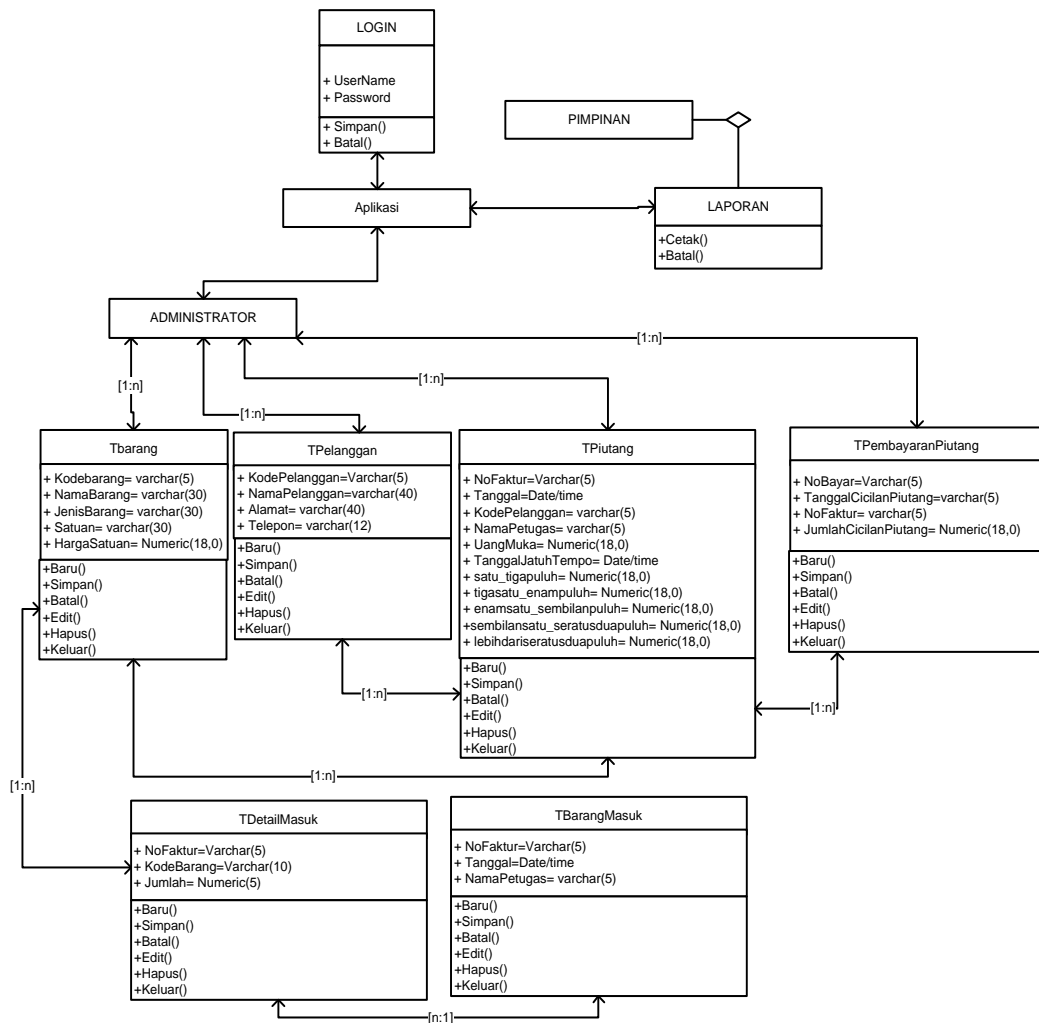 LOGIN
+ UserName
+ Password
+ Simpan()
+ Batal()
PIMPINAN
Aplikasi
LAPORAN
+Cetak()
+Batal()
ADMINISTRATOR
[1:n]
[1:n]
[1:n]
[1:n]
Tbarang
+ Kodebarang= varchar(5)
+ NamaBarang= varchar(30)
+ JenisBarang= varchar(30)
+ Satuan= varchar(30)
+ HargaSatuan= Numeric(18,0)
+Baru()
+Simpan()
+Batal()
+Edit()
+Hapus()
+Keluar()
TPelanggan
+ KodePelanggan=Varchar(5)
+ NamaPelanggan=varchar(40)
+ Alamat= varchar(40)
+ Telepon= varchar(12)
+Baru()
+Simpan()
+Batal()
+Edit()
+Hapus()
+Keluar()
TPiutang
+ NoFaktur=Varchar(5)
+ Tanggal=Date/time
+ KodePelanggan= varchar(5)
+ NamaPetugas= varchar(5)
+ UangMuka= Numeric(18,0)
+ TanggalJatuhTempo= Date/time
+ satu_tigapuluh= Numeric(18,0)
+ tigasatu_enampuluh= Numeric(18,0)
+ enamsatu_sembilanpuluh= Numeric(18,0)
+sembilansatu_seratusduapuluh= Numeric(18,0)
+ lebihdariseratusduapuluh= Numeric(18,0)
+Baru()
+Simpan()
+Batal()
+Edit()
+Hapus()
+Keluar()
TPembayaranPiutang
+ NoBayar=Varchar(5)
+ TanggalCicilanPiutang=varchar(5)
+ NoFaktur= varchar(5)
+ JumlahCicilanPiutang= Numeric(18,0)
+Baru()
+Simpan()
+Batal()
+Edit()
+Hapus()
+Keluar()
[1:n]
[1:n]
[1:n]
[1:n]
TDetailMasuk
+ NoFaktur=Varchar(5)
+ KodeBarang=Varchar(10)
+ Jumlah= Numeric(5)
+Baru()
+Simpan()
+Batal()
+Edit()
+Hapus()
+Keluar()
TBarangMasuk
+ NoFaktur=Varchar(5)
+ Tanggal=Date/time
+ NamaPetugas= varchar(5)
+Baru()
+Simpan()
+Batal()
+Edit()
+Hapus()
+Keluar()
[n:1]